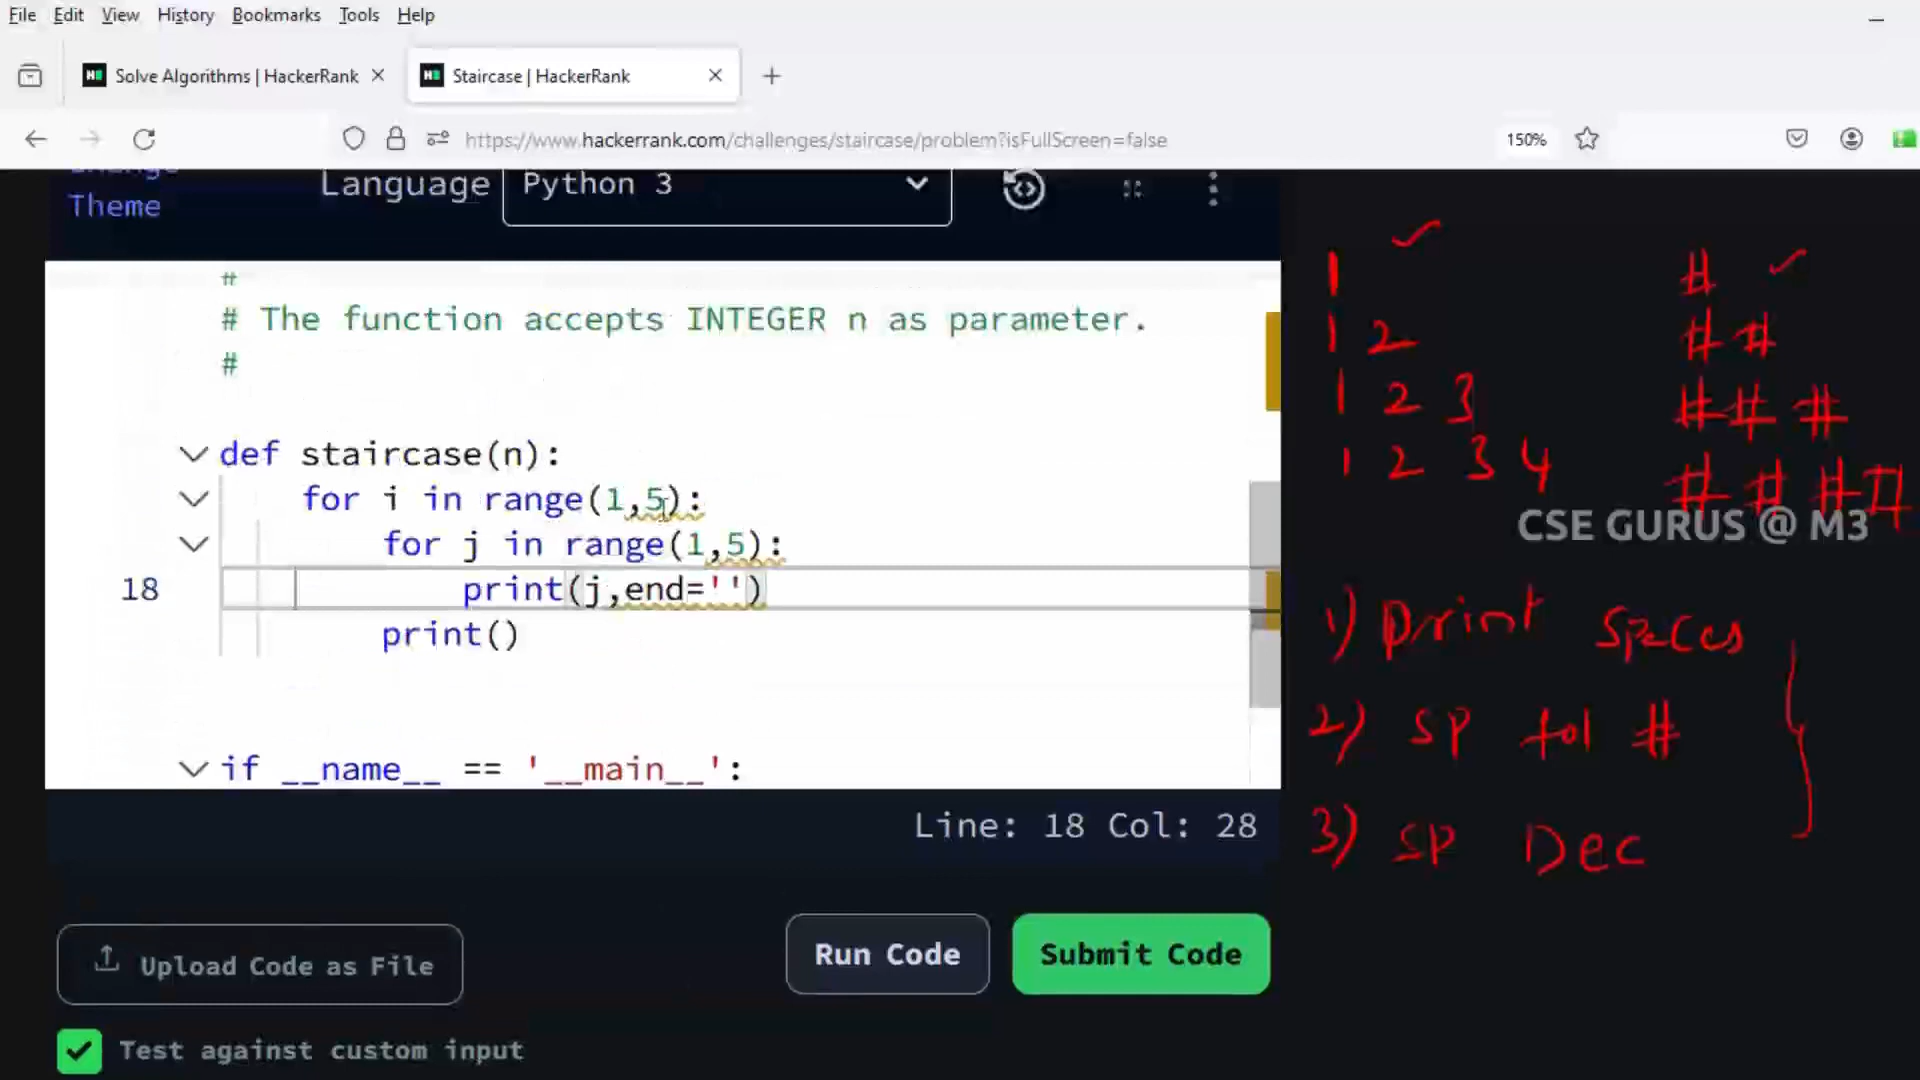 File Edit View History Bookmarks Tools Help
Solve Algorithms | HackerRank
Staircase | HackerRank
https://www.hackerrank.com/challenges/staircase/problem?isFullScreen=false
150%
Theme
Language Python 3
#
# The function accepts INTEGER n as parameter.
#
def staircase(n):
for i in range(1,5):
for j in range(1,5):
18 print(j,end='')
print()
if __name__ == '__main__':
Line: 18 Col: 28
Upload Code as File
Run Code
Submit Code
Test against custom input
1
1 2
1 2 3
1 2 3 4
#
# #
# # #
# # # #
CSE GURUS @ M3
1) print Spaces
2) SP fol #
3) SP Dec